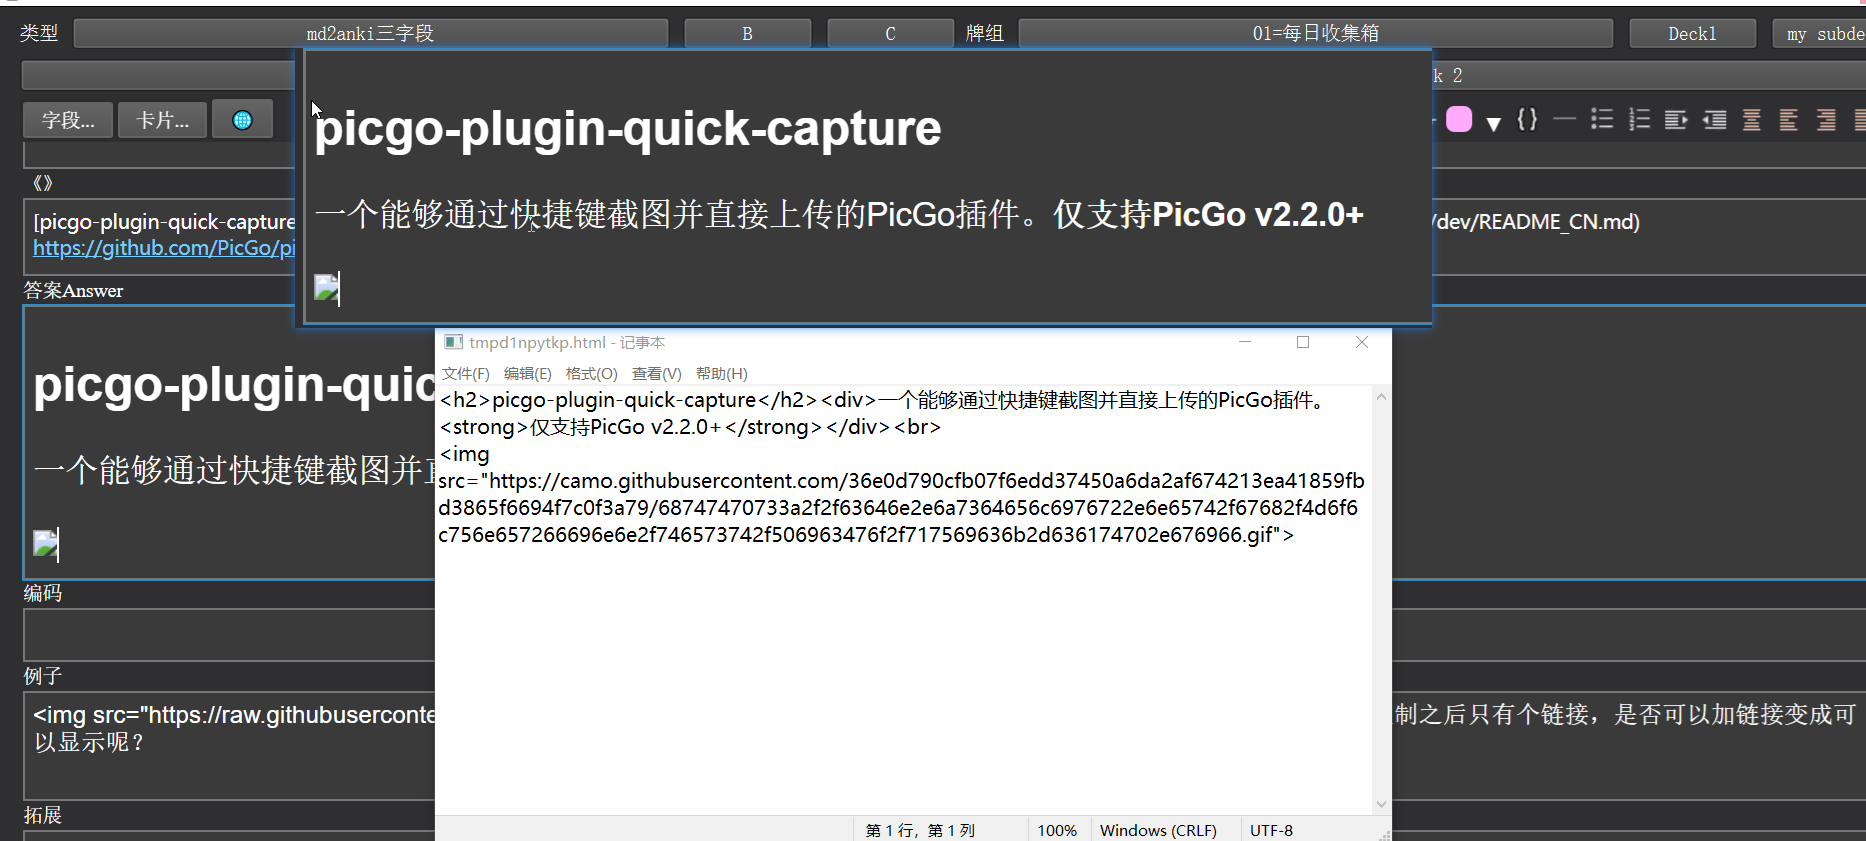 类型 md2anki三字段 B C 牌组 01=每日收集箱 Deck1 my subde
k 2
字段... 卡片...
picgo-plugin-quick-capture
一个能够通过快捷键截图并直接上传的PicGo插件。仅支持PicGo v2.2.0+
《》
[picgo-plugin-quick-capture /dev/README_CN.md)
https://github.com/PicGo/pi
答案Answer
picgo-plugin-quic
一个能够通过快捷键截图并直
tmpd1npytkp.html - 记事本
文件(F) 编辑(E) 格式(O) 查看(V) 帮助(H)
<h2>picgo-plugin-quick-capture</h2><div>一个能够通过快捷键截图并直接上传的PicGo插件。
<strong>仅支持PicGo v2.2.0+</strong></div><br>
<img
src="https://camo.githubusercontent.com/36e0d790cfb07f6edd37450a6da2af674213ea41859fb
d3865f6694f7c0f3a79/68747470733a2f2f63646e2e6a7364656c6976722e6e65742f67682f4d6f6
c756e657266696e6e2f746573742f506963476f2f717569636b2d636174702e676966.gif">
编码
例子
<img src="https://raw.githubuserconte 制之后只有个链接，是否可以加链接变成可
以显示呢？
拓展
第 1 行，第 1 列 100% Windows (CRLF) UTF-8